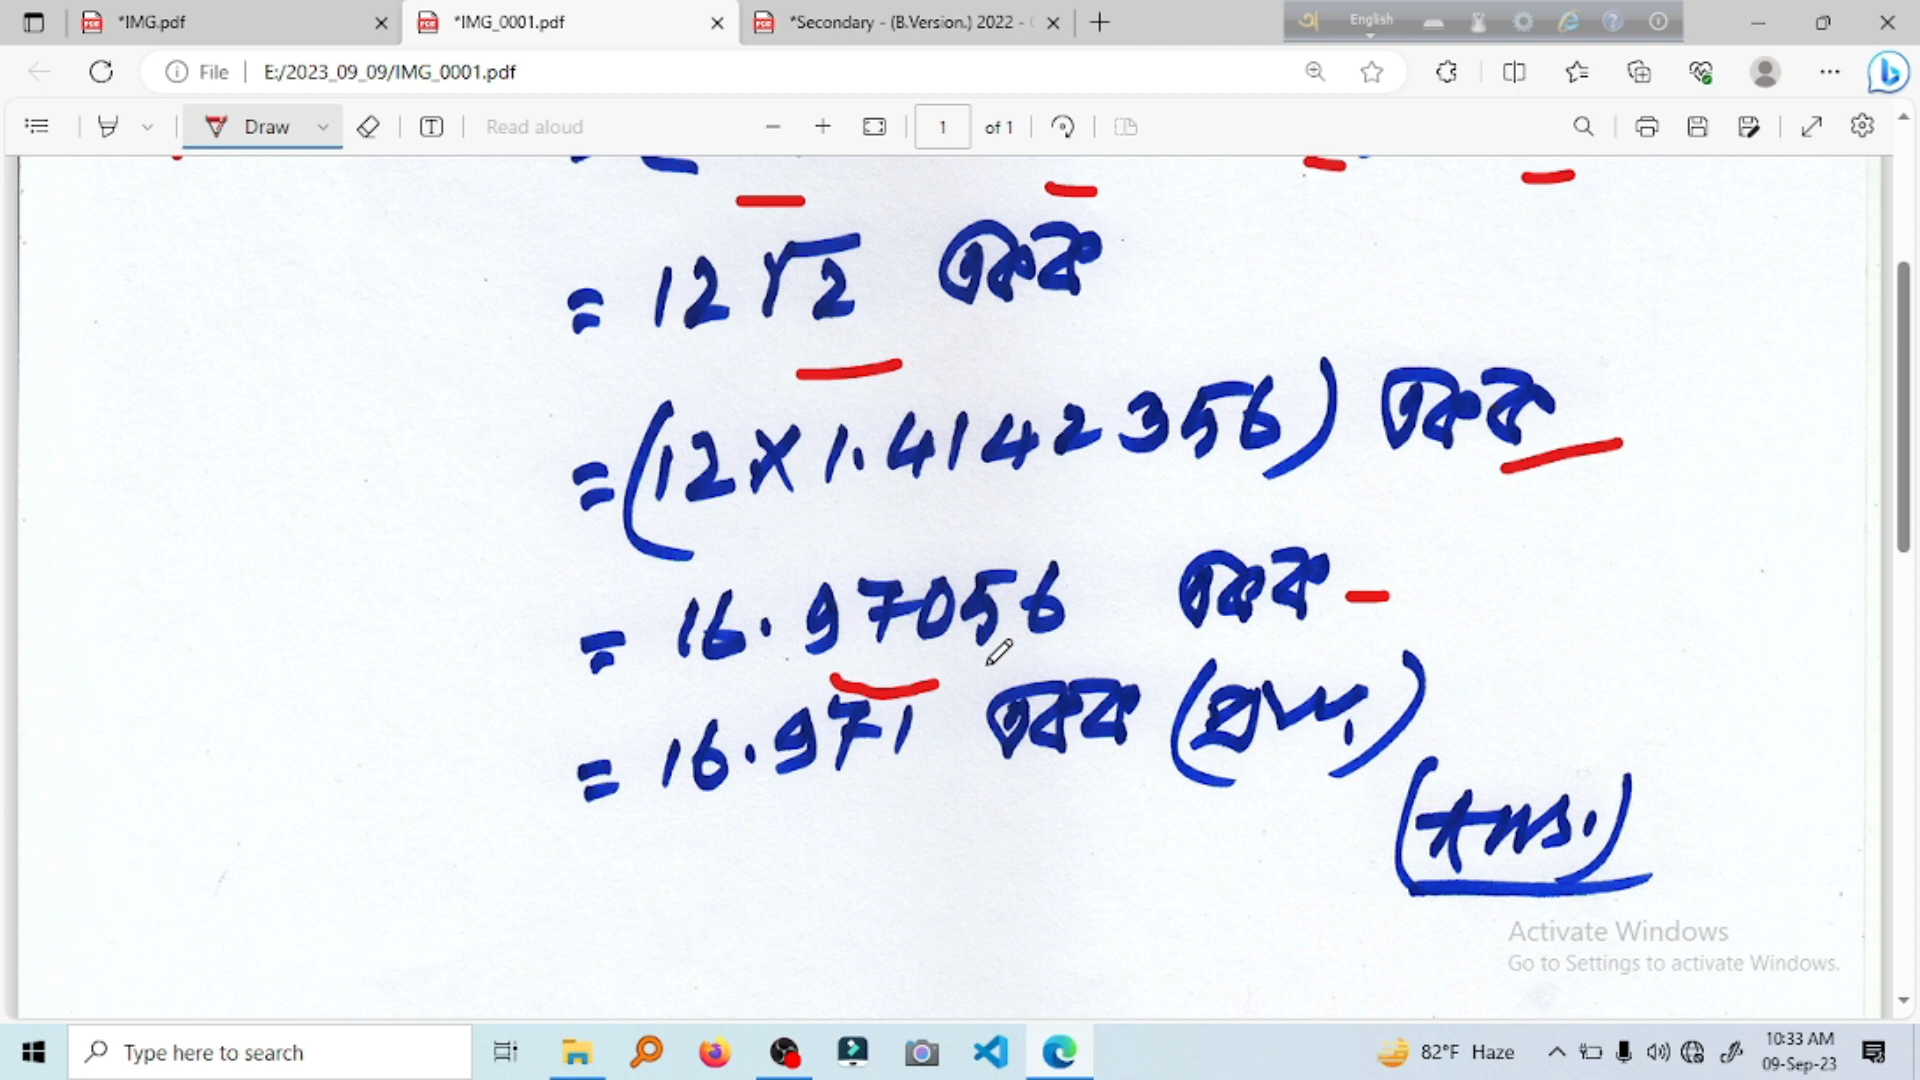 *IMG.pdf
*IMG_0001.pdf
*Secondary - (B.Version.) 2022 -
English
File
E:/2023_09_09/IMG_0001.pdf
Draw
Read aloud
1 of 1
= 12√2 একক
= (12×1.4142356) একক
= 16.97056 একক
= 16.971 একক (প্রায়)
(Ans.)
Activate Windows
Go to Settings to activate Windows.
Type here to search
82°F Haze
10:33 AM
09-Sep-23